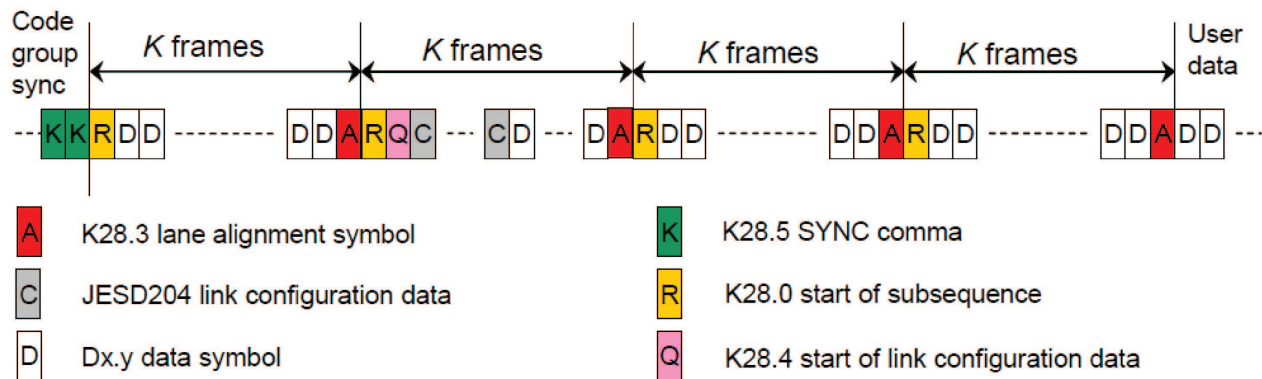 Code
group
sync
K frames
K frames
K frames
K frames
User
data
K K R D D D D A R Q C C D D A R D D D D A R D D D D A D D
A K28.3 lane alignment symbol
K K28.5 SYNC comma
C JESD204 link configuration data
R K28.0 start of subsequence
D Dx.y data symbol
Q K28.4 start of link configuration data